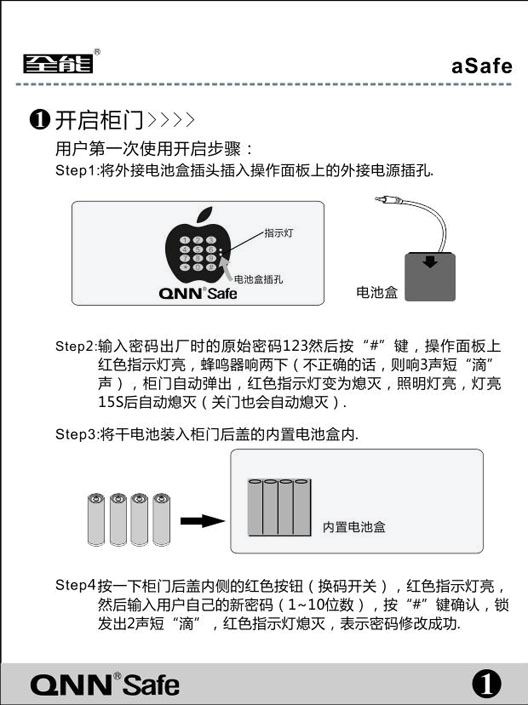 全能®
aSafe
❶开启柜门>>>>
用户第一次使用开启步骤：
Step1:将外接电池盒插头插入操作面板上的外接电源插孔.
指示灯
电池盒插孔
QNN®Safe
电池盒
Step2:输入密码出厂时的原始密码123然后按“#”键，操作面板上
红色指示灯亮，蜂鸣器响两下（不正确的话，则响3声短“滴”
声），柜门自动弹出，红色指示灯变为熄灭，照明灯亮，灯亮
15S后自动熄灭（关门也会自动熄灭）.
Step3:将干电池装入柜门后盖的内置电池盒内.
内置电池盒
Step4按一下柜门后盖内侧的红色按钮（换码开关），红色指示灯亮，
然后输入用户自己的新密码（1~10位数），按“#”键确认，锁
发出2声短“滴”，红色指示灯熄灭，表示密码修改成功.
QNN®Safe
❶